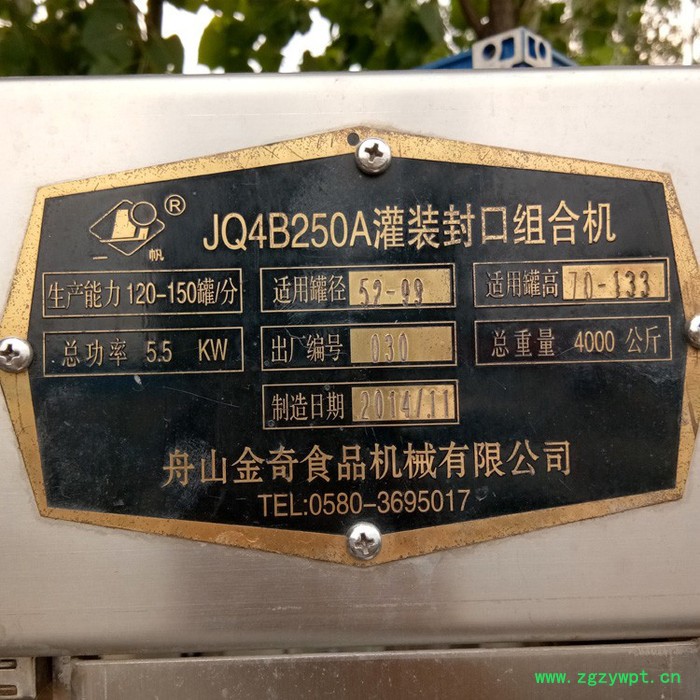 一帆 ® JQ4B250A灌装封口组合机
生产能力 120-150罐/分 适用罐径 52-99 适用罐高 70-133
总功率 5.5 KW 出厂编号 030 总重量 4000 公斤
制造日期 2014/11
舟山金奇食品机械有限公司
TEL:0580-3695017
www.zgzywpt.cn